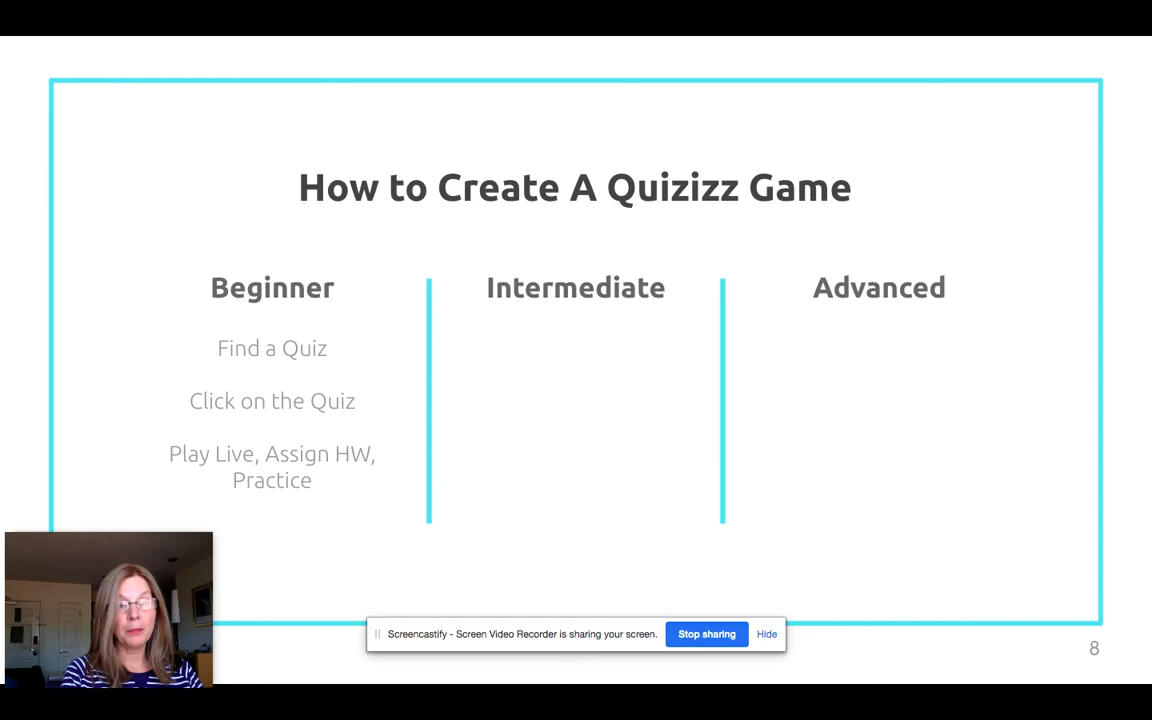 How to Create A Quizizz Game
Beginner
Intermediate
Advanced
Find a Quiz
Click on the Quiz
Play Live, Assign HW,
Practice
Screencastify - Screen Video Recorder is sharing your screen.
Stop sharing
Hide
8